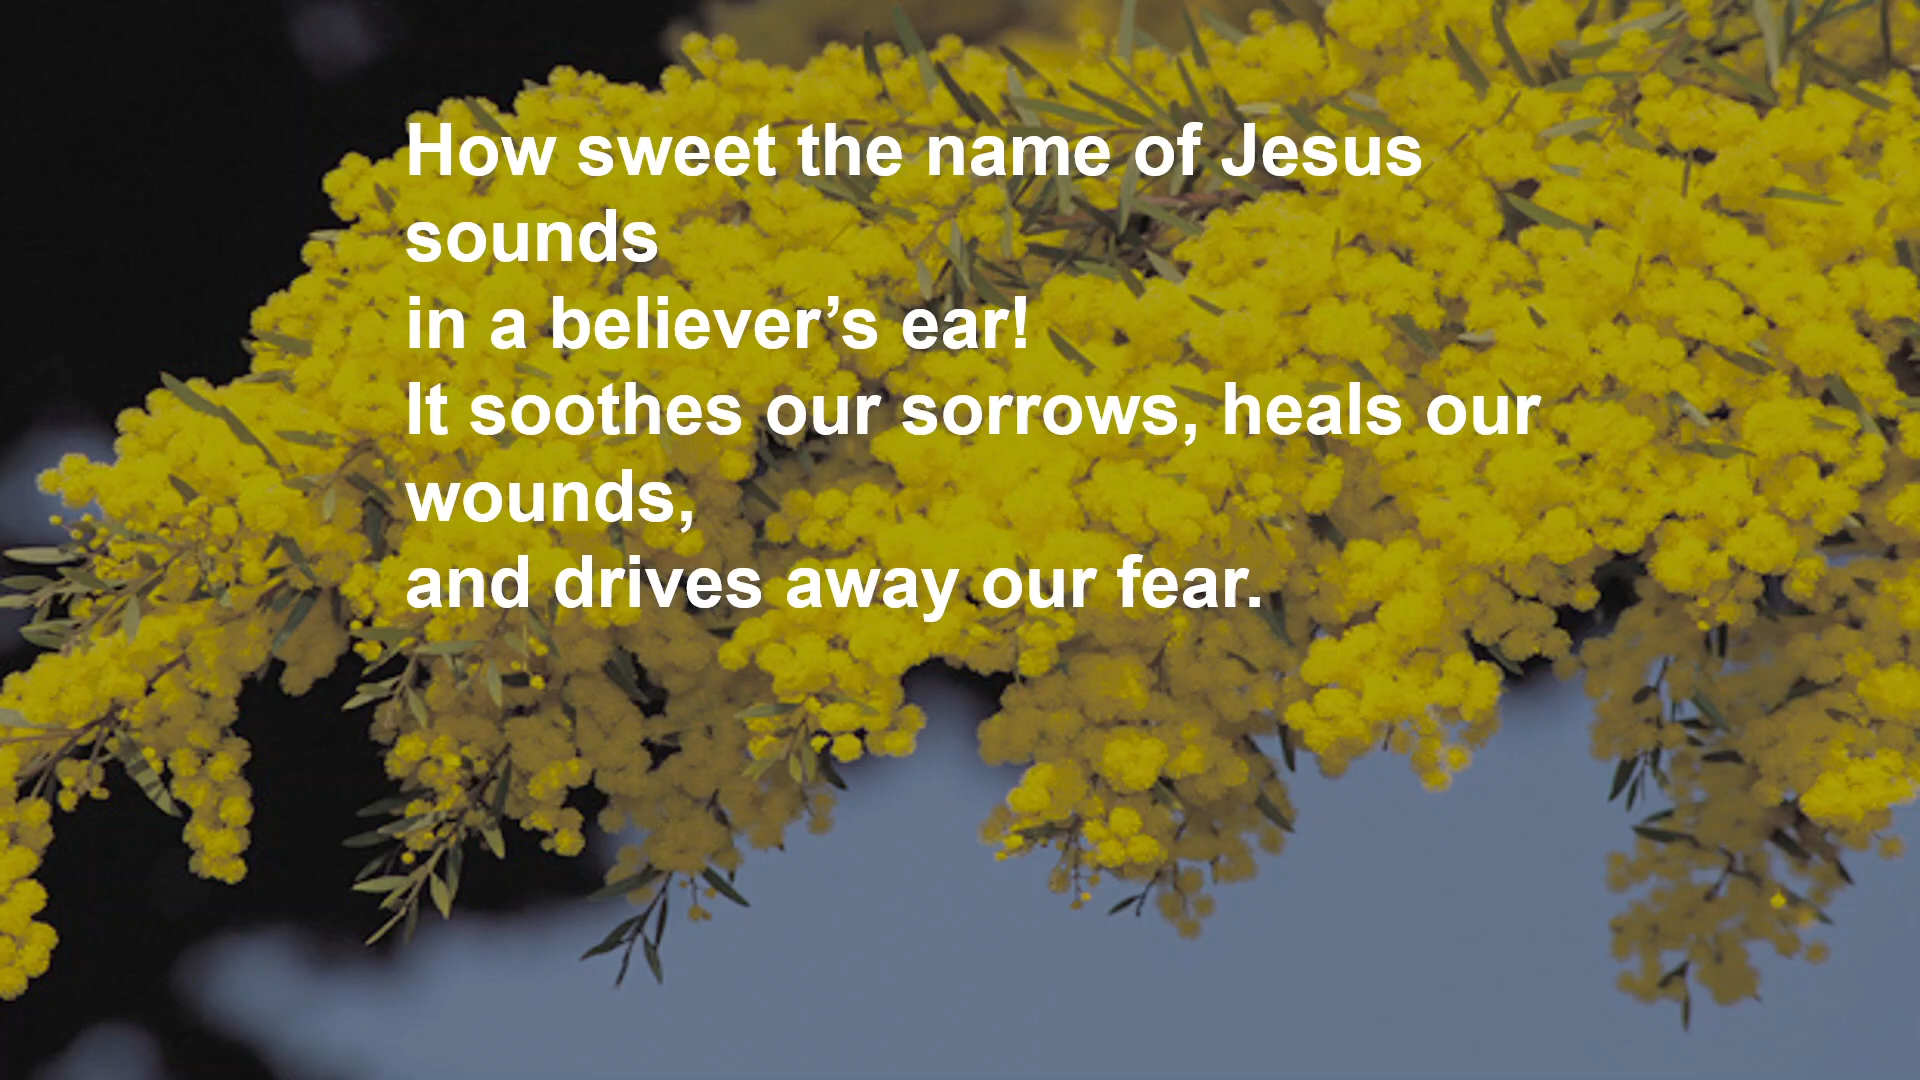 How sweet the name of Jesus
sounds
in a believer’s ear!
It soothes our sorrows, heals our
wounds,
and drives away our fear.